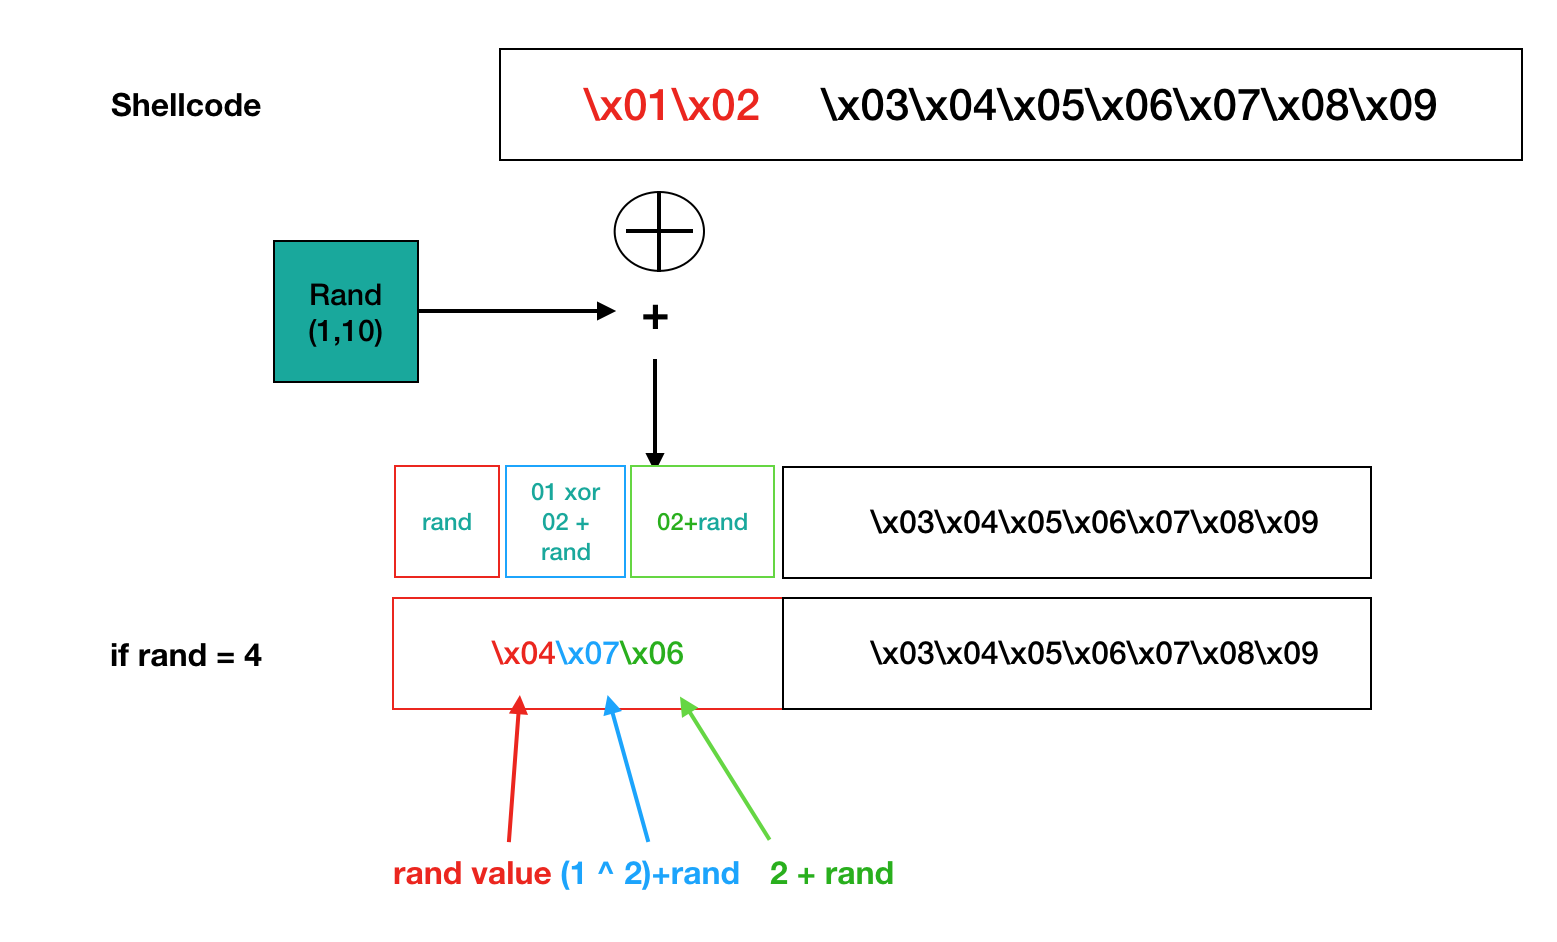 Shellcode
\x01\x02 \x03\x04\x05\x06\x07\x08\x09
Rand
(1,10)
+
rand
01 xor
02 +
rand
02+rand
\x03\x04\x05\x06\x07\x08\x09
if rand = 4
\x04\x07\x06
\x03\x04\x05\x06\x07\x08\x09
rand value (1 ^ 2)+rand 2 + rand